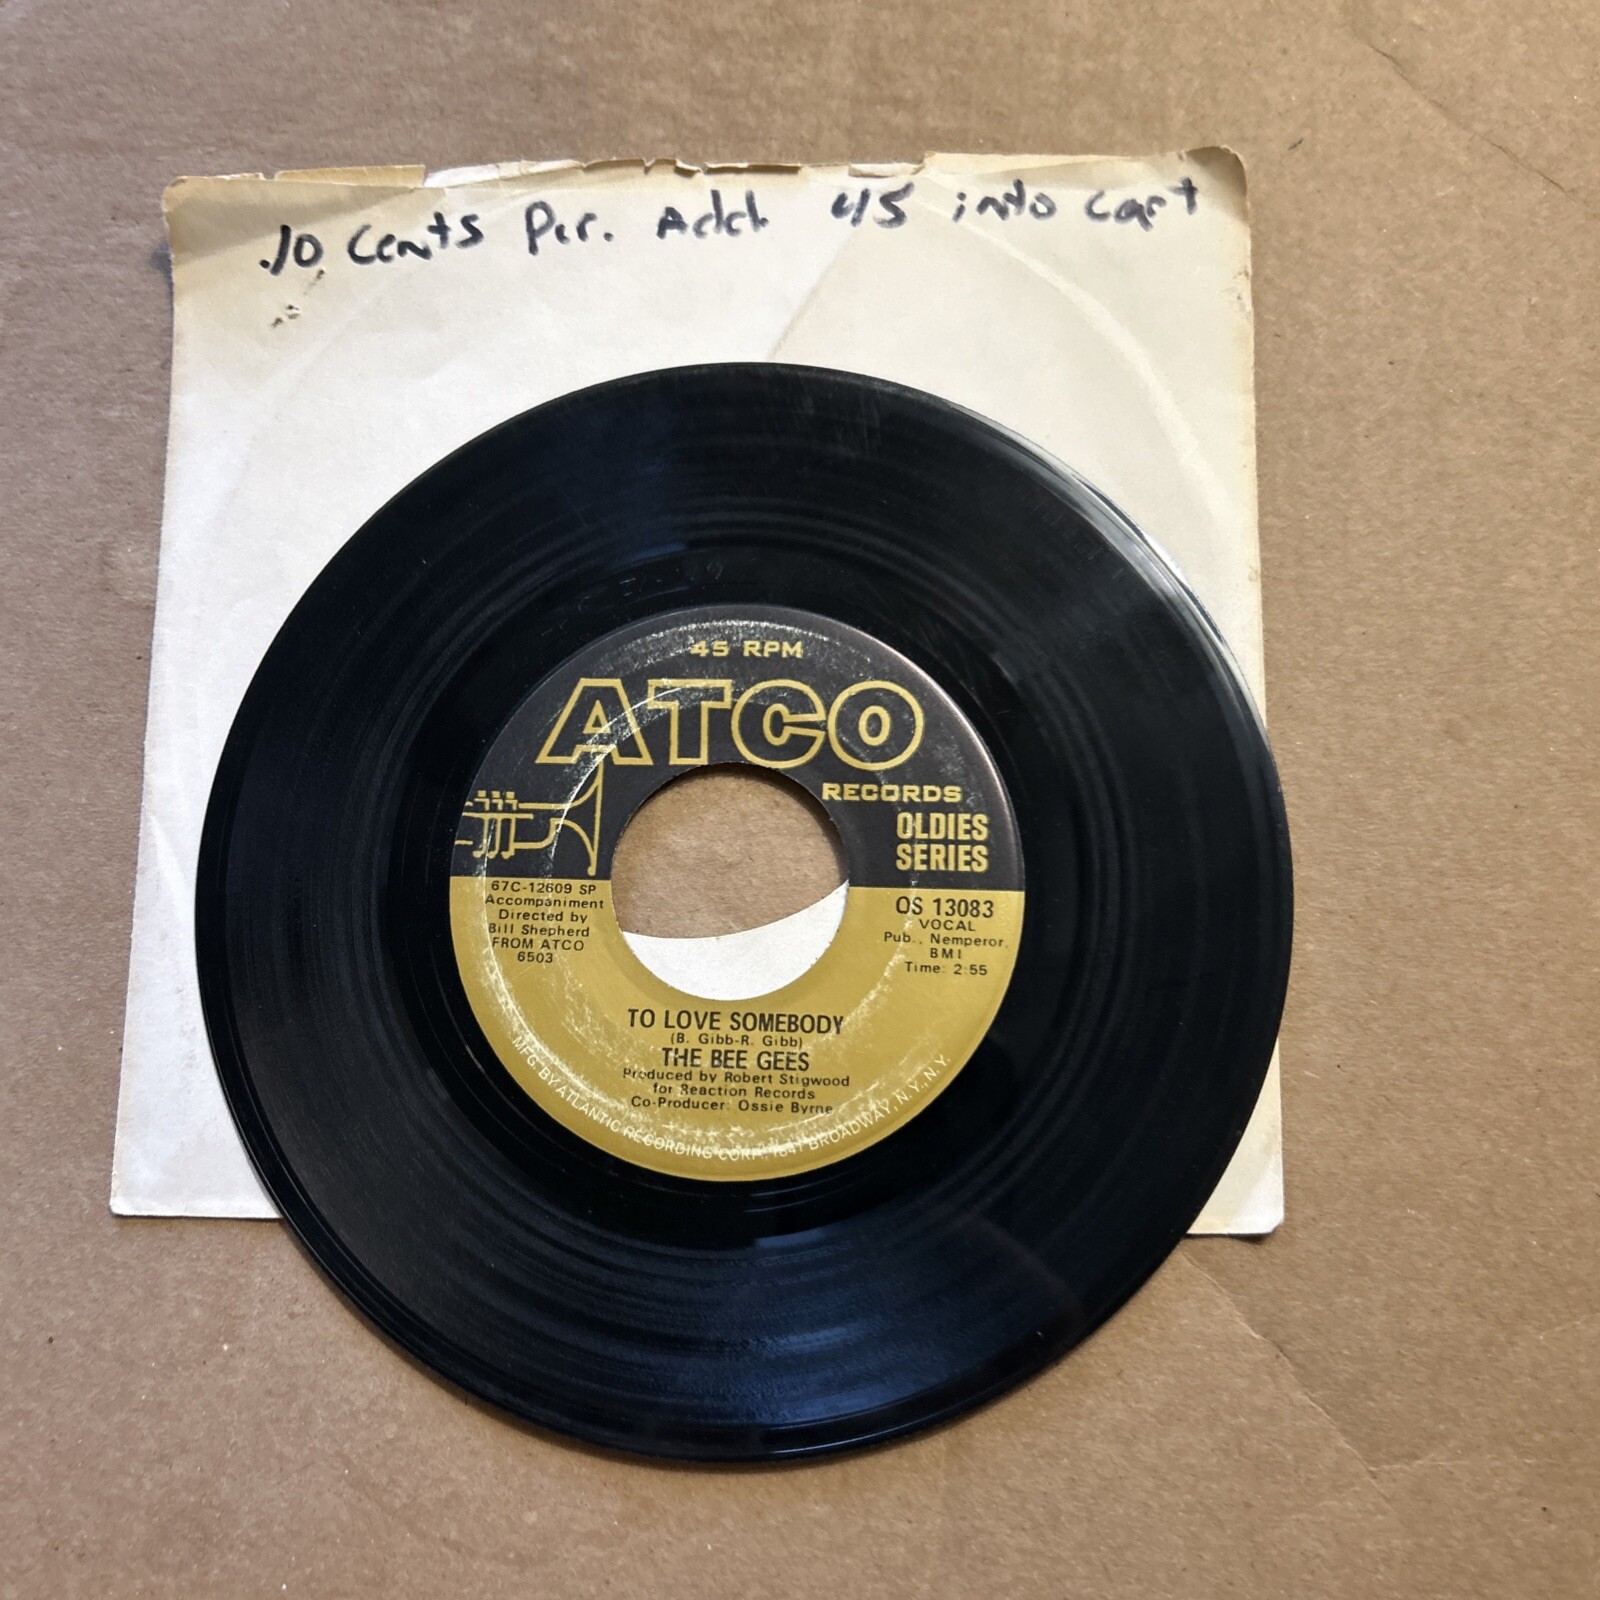 .10 Cents Per. Add 45 into Cart
45 RPM
ATCO
RECORDS
OLDIES
SERIES
67C-12609 SP
Accompaniment
Directed by
Bill Shepherd
FROM ATCO
6503
OS 13083
VOCAL
Pub., Nemperor,
BMI
Time: 2:55
TO LOVE SOMEBODY
(B. Gibb-R. Gibb)
THE BEE GEES
Produced by Robert Stigwood
for Reaction Records
Co-Producer: Ossie Byrne
MFG. BY ATLANTIC RECORDING CORP., 1841 BROADWAY, N.Y., N.Y.